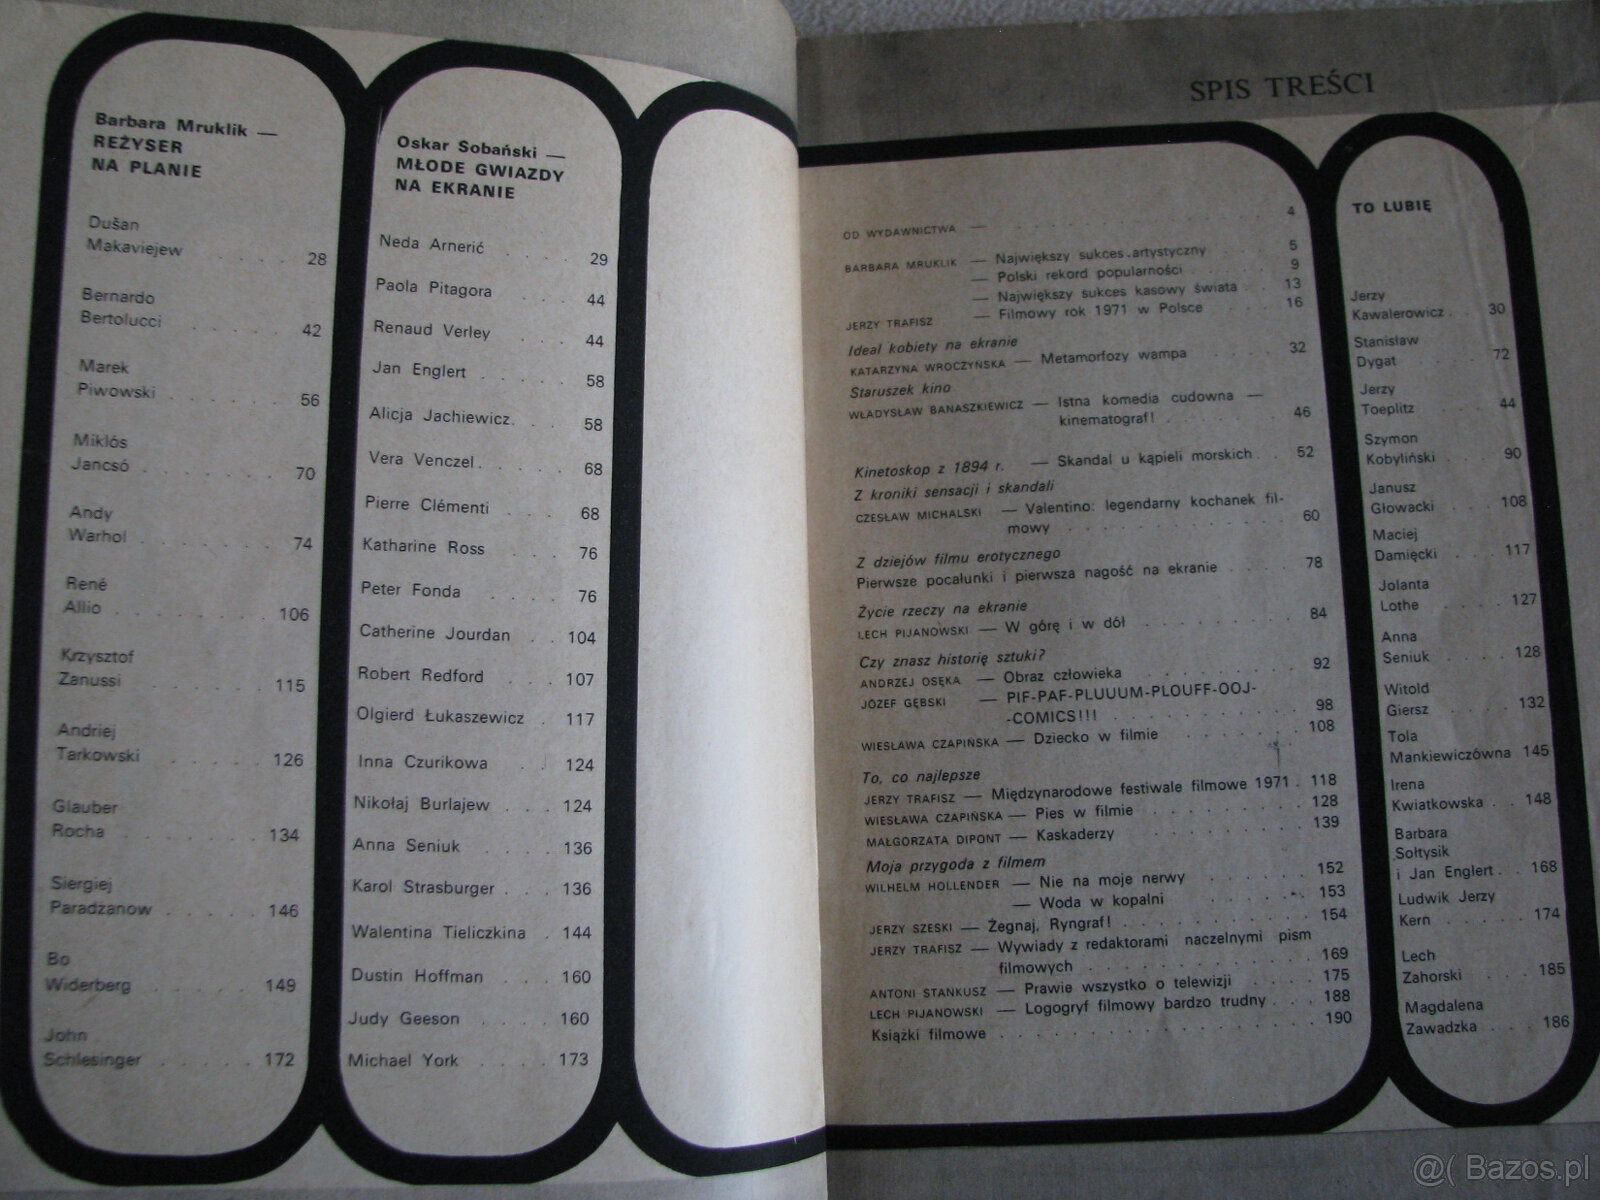 Barbara Mruklik —
REŻYSER
NA PLANIE
Dušan
Makaviejew . . . . 28
Bernardo
Bertolucci . . . . . 42
Marek
Piwowski . . . . . 56
Miklós
Jancsó . . . . . . 70
Andy
Warhol . . . . . . 74
René
Allio . . . . . . . 106
Krzysztof
Zanussi . . . . . . 115
Andriej
Tarkowski . . . . . 126
Glauber
Rocha . . . . . . 134
Siergiej
Paradzanow . . . . . 146
Bo
Widerberg . . . . . 149
John
Schlesinger . . . . . 172
Oskar Sobański —
MŁODE GWIAZDY
NA EKRANIE
Neda Arnerić . . . . 29
Paola Pitagora . . . 44
Renaud Verley . . . 44
Jan Englert . . . . . 58
Alicja Jachiewicz. . . . 58
Vera Venczel. . . . . 68
Pierre Clémenti . . . 68
Katharine Ross . . . 76
Peter Fonda . . . . 76
Catherine Jourdan . . 104
Robert Redford . . . 107
Olgierd Łukaszewicz . 117
Inna Czurikowa . . 124
Nikołaj Burlajew . . . 124
Anna Seniuk . . . . 136
Karol Strasburger . . . 136
Walentina Tieliczkina . 144
Dustin Hoffman . . . 160
Judy Geeson . . . . 160
Michael York . . . . 173
SPIS TREŚCI
OD WYDAWNICTWA — . . . . . . . . . . 4
BARBARA MRUKLIK — Największy sukces artystyczny . . . 5
— Polski rekord popularności . . . . 9
— Największy sukces kasowy świata . . 13
JERZY TRAFISZ — Filmowy rok 1971 w Polsce . . . 16
Ideał kobiety na ekranie
KATARZYNA WROCZYŃSKA — Metamorfozy wampa . . . . 32
Staruszek kino
WŁADYSŁAW BANASZKIEWICZ — Istna komedia cudowna —
kinematograf! . . . . . . 46
Kinetoskop z 1894 r. — Skandal u kąpieli morskich . . 52
Z kroniki sensacji i skandali
CZESŁAW MICHALSKI — Valentino: legendarny kochanek fil-
mowy . . . . . . . . . . 60
Z dziejów filmu erotycznego
Pierwsze pocałunki i pierwsza nagość na ekranie . . . . 78
Życie rzeczy na ekranie
LECH PIJANOWSKI — W górę i w dół . . . . . . . 84
Czy znasz historię sztuki?
ANDRZEJ OSĘKA — Obraz człowieka . . . . . . . 92
JÓZEF GĘBSKI — PIF-PAF-PLUUUM-PLOUFF-OOJ-
-COMICS!!! . . . . . . . . 98
WIESŁAWA CZAPIŃSKA — Dziecko w filmie . . . . . . 108
To, co najlepsze
JERZY TRAFISZ — Międzynarodowe festiwale filmowe 1971 . 118
WIESŁAWA CZAPIŃSKA — Pies w filmie . . . . . . . 128
MAŁGORZATA DIPONT — Kaskaderzy . . . . . . . 139
Moja przygoda z filmem
WILHELM HOLLENDER — Nie na moje nerwy . . . . . . 152
— Woda w kopalni . . . . . . 153
JERZY SZESKI — Żegnaj, Ryngraf! . . . . . . . . 154
JERZY TRAFISZ — Wywiady z redaktorami naczelnymi pism
filmowych . . . . . . . . . 169
ANTONI STANKUSZ — Prawie wszystko o telewizji . . . . 175
LECH PIJANOWSKI — Logogryf filmowy bardzo trudny . . . 188
Książki filmowe . . . . . . . . . . . . . 190
TO LUBIĘ
Jerzy
Kawalerowicz . . 30
Stanisław
Dygat . . . . 72
Jerzy
Toeplitz . . . . 44
Szymon
Kobyliński . . . 90
Janusz
Głowacki . . . 108
Maciej
Damięcki . . . 117
Jolanta
Lothe . . . . 127
Anna
Seniuk . . . . 128
Witold
Giersz . . . . 132
Tola
Mankiewiczówna 145
Irena
Kwiatkowska . . 148
Barbara
Sołtysik
i Jan Englert . . 168
Ludwik Jerzy
Kern . . . . 174
Lech
Zahorski . . . 185
Magdalena
Zawadzka . . . 186
@( Bazos.pl